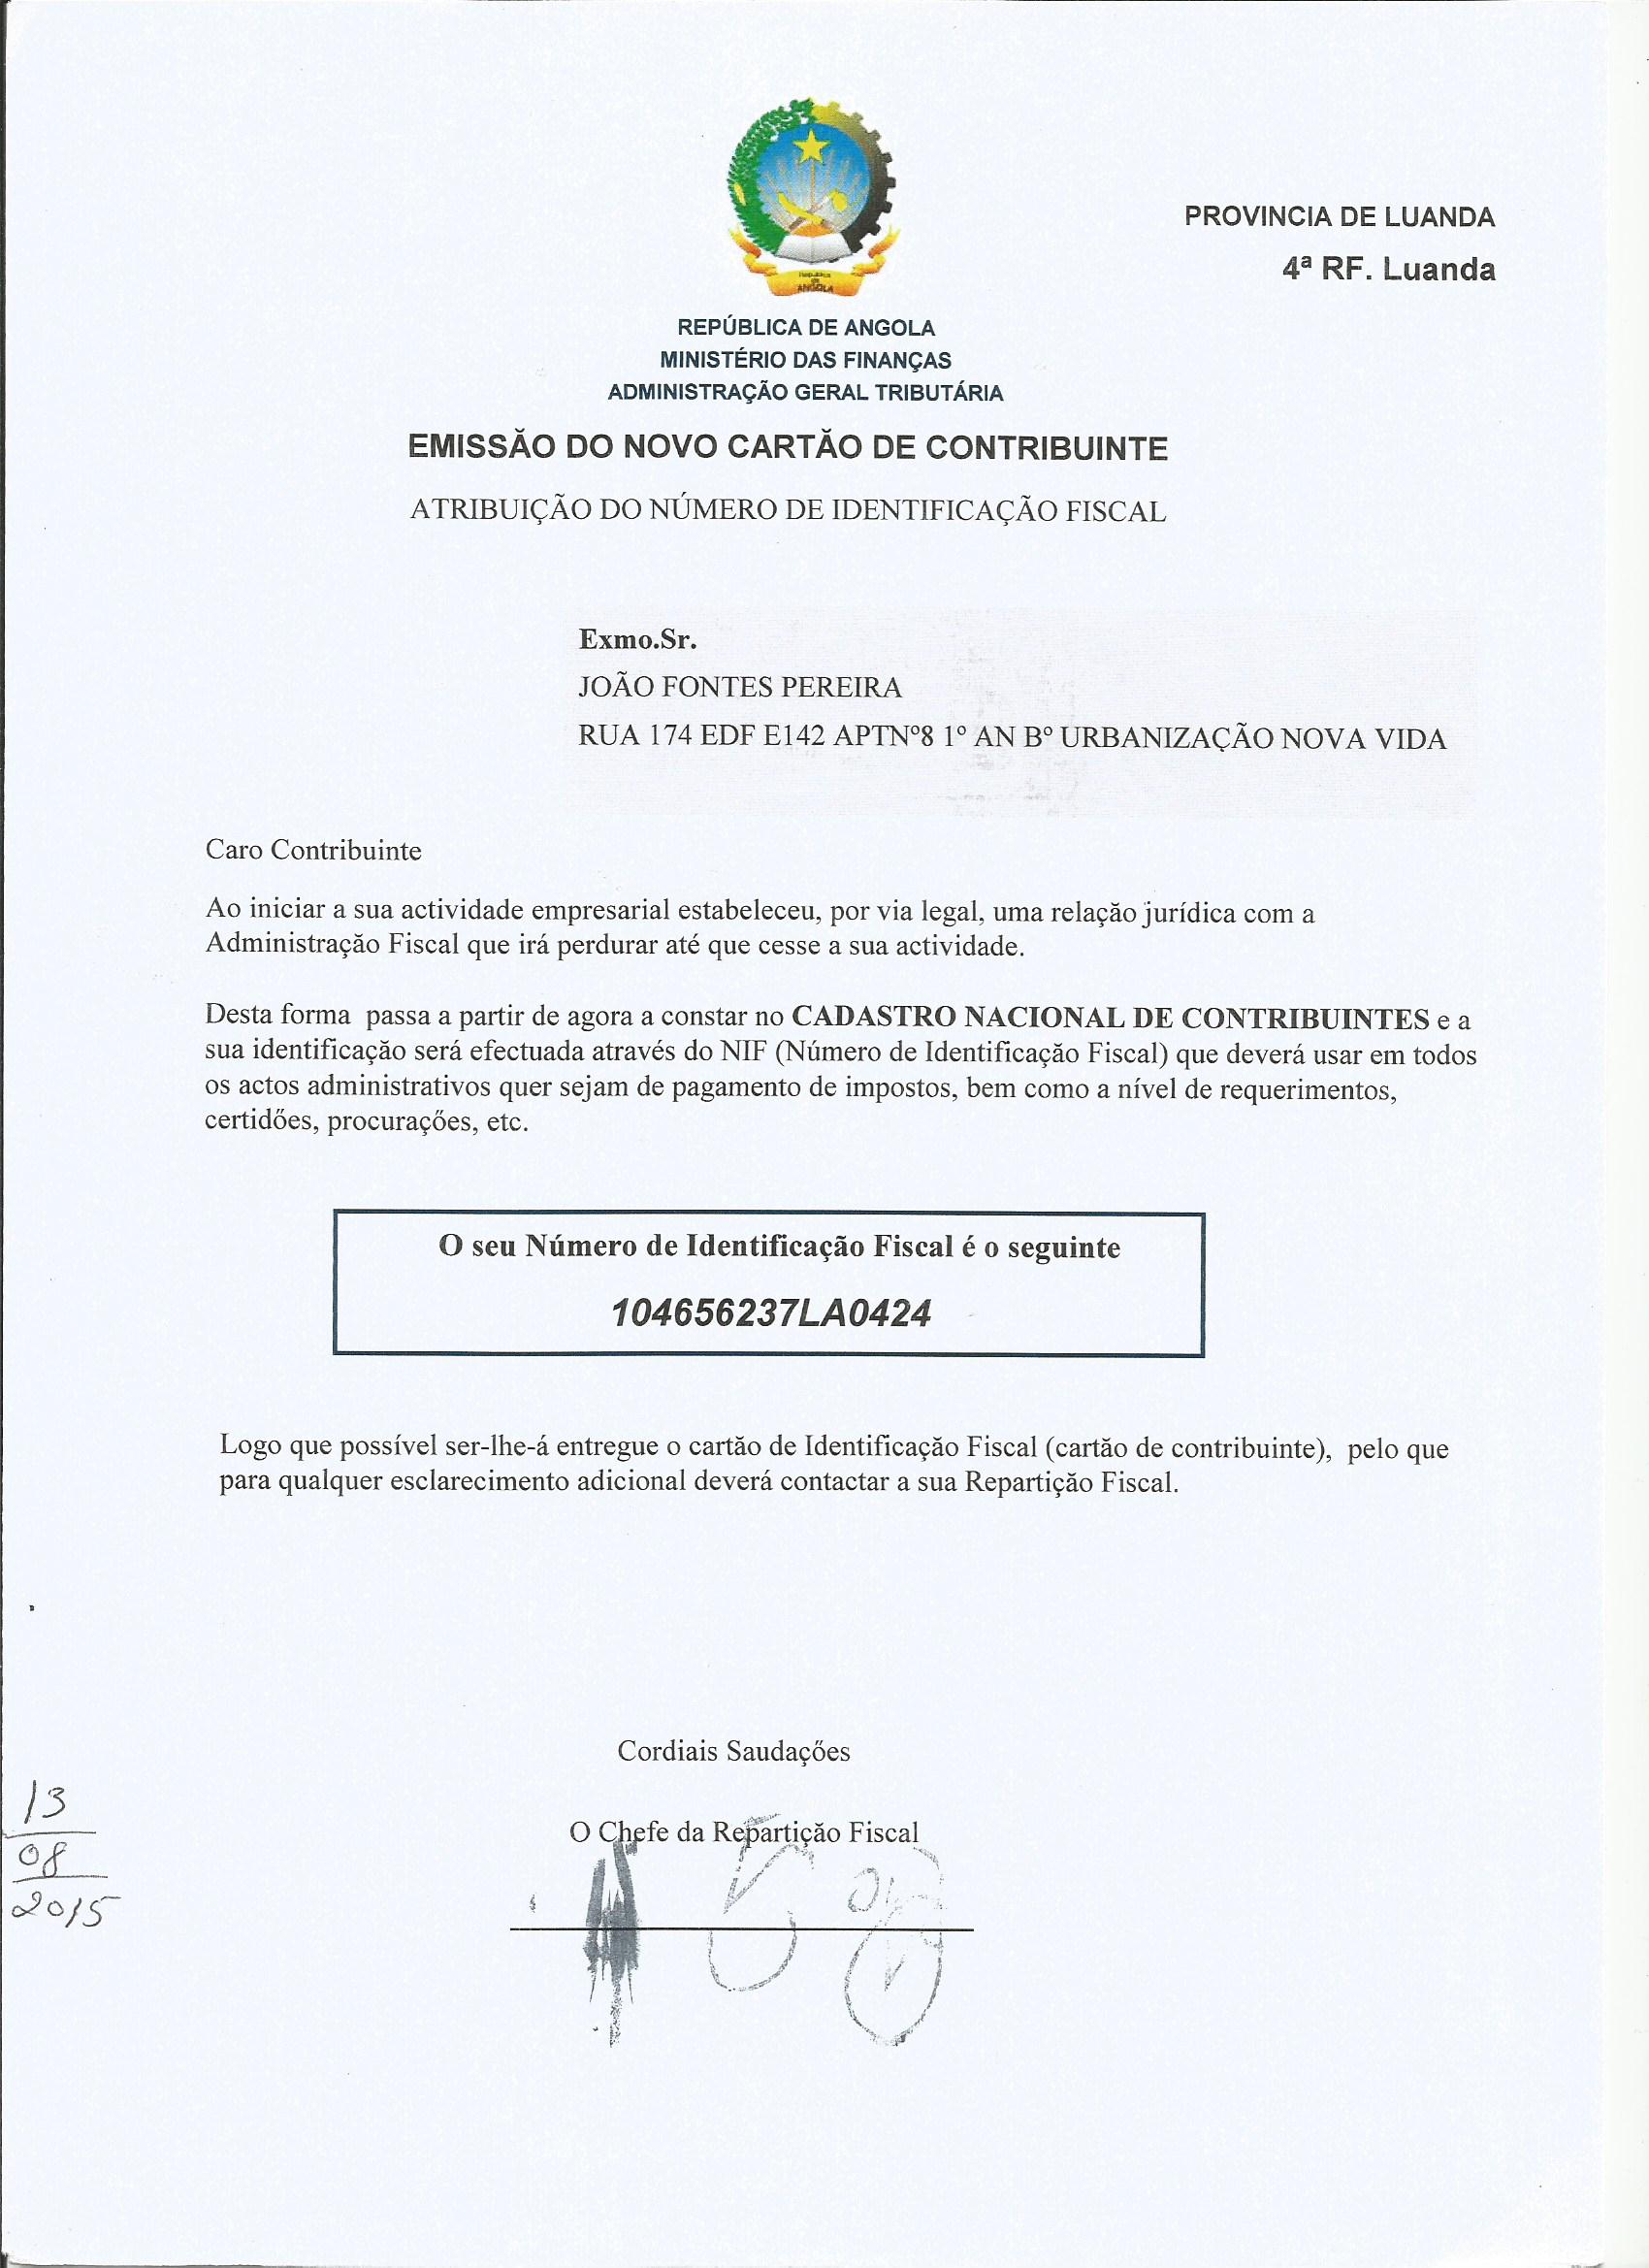 PROVINCIA DE LUANDA
4ª RF. Luanda
ANGOLA
REPÚBLICA DE ANGOLA
MINISTÉRIO DAS FINANÇAS
ADMINISTRAÇÃO GERAL TRIBUTÁRIA
EMISSÃO DO NOVO CARTÃO DE CONTRIBUINTE
ATRIBUIÇÃO DO NÚMERO DE IDENTIFICAÇÃO FISCAL
Exmo.Sr.
JOÃO FONTES PEREIRA
RUA 174 EDF E142 APTNº8 1º AN Bº URBANIZAÇÃO NOVA VIDA
Caro Contribuinte
Ao iniciar a sua actividade empresarial estabeleceu, por via legal, uma relação jurídica com a
Administração Fiscal que irá perdurar até que cesse a sua actividade.
Desta forma passa a partir de agora a constar no CADASTRO NACIONAL DE CONTRIBUINTES e a
sua identificação será efectuada através do NIF (Número de Identificação Fiscal) que deverá usar em todos
os actos administrativos quer sejam de pagamento de impostos, bem como a nível de requerimentos,
certidőes, procuraçőes, etc.
O seu Número de Identificação Fiscal é o seguinte
104656237LA0424
Logo que possível ser-lhe-á entregue o cartão de Identificação Fiscal (cartão de contribuinte), pelo que
para qualquer esclarecimento adicional deverá contactar a sua Repartição Fiscal.
Cordiais Saudaçőes
O Chefe da Repartição Fiscal
13
08
2015